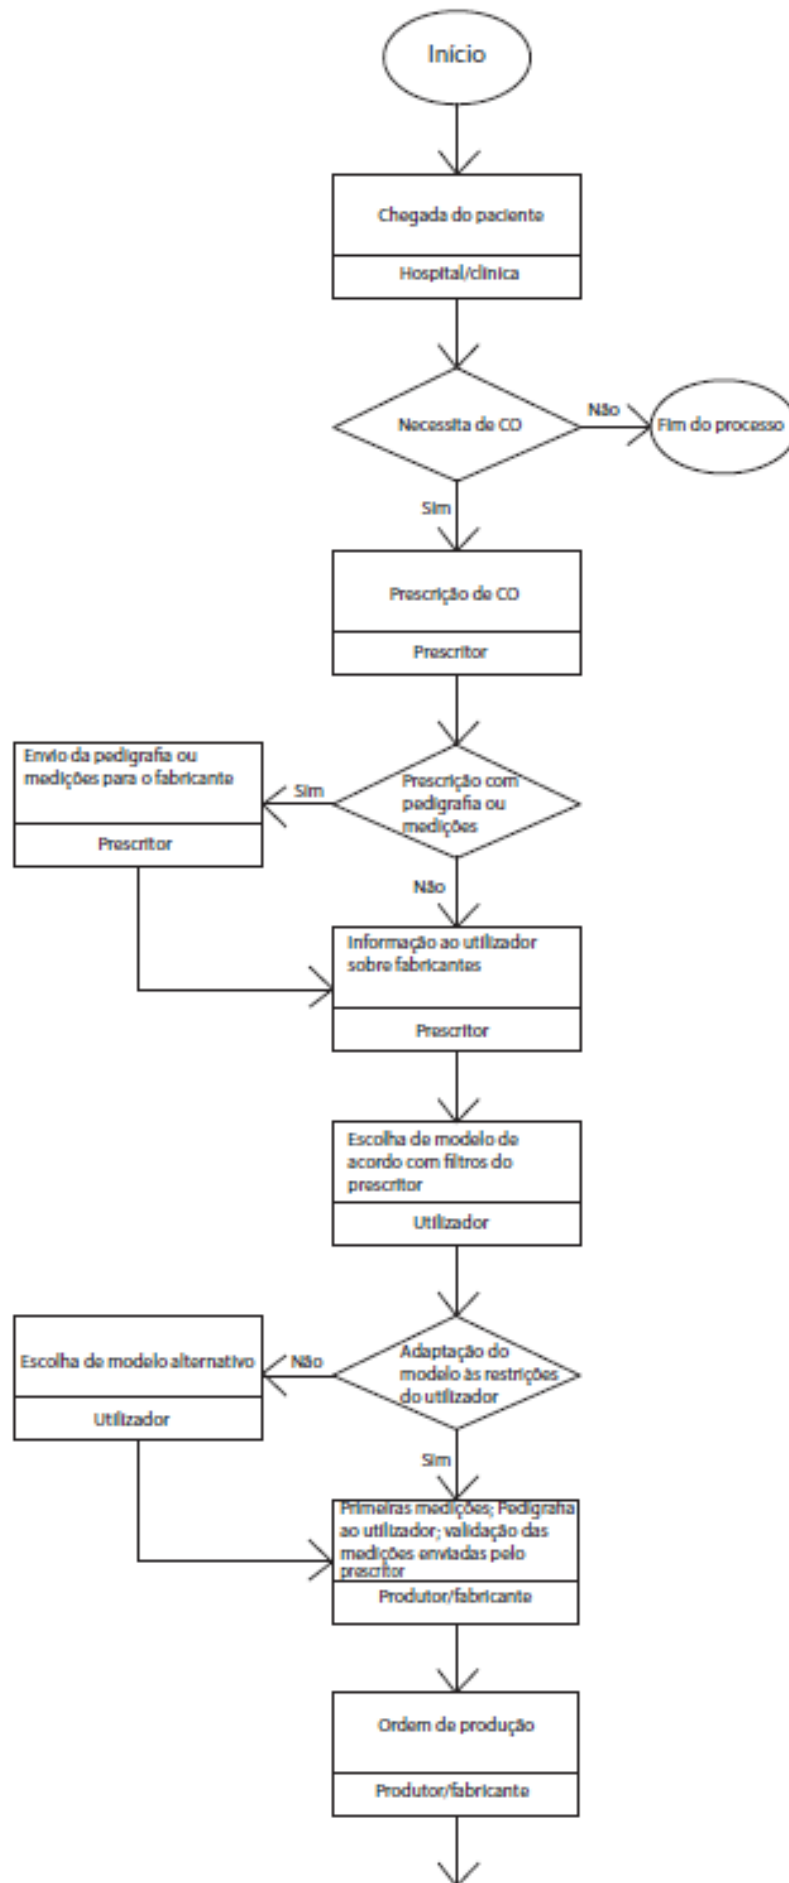 Início
Chegada do paciente
Hospital/clínica
Necessita de CO
Não
Fim do processo
Sim
Prescrição de CO
Prescritor
Envio da pedigrafia ou
medições para o fabricante
Prescritor
Sim
Prescrição com
pedigrafia ou
medições
Não
Informação ao utilizador
sobre fabricantes
Prescritor
Escolha de modelo de
acordo com filtros do
prescritor
Utilizador
Escolha de modelo alternativo
Utilizador
Não
Adaptação do
modelo às restrições
do utilizador
Sim
Primeiras medições; Pedigrafia
ao utilizador; validação das
medições enviadas pelo
prescritor
Produtor/fabricante
Ordem de produção
Produtor/fabricante